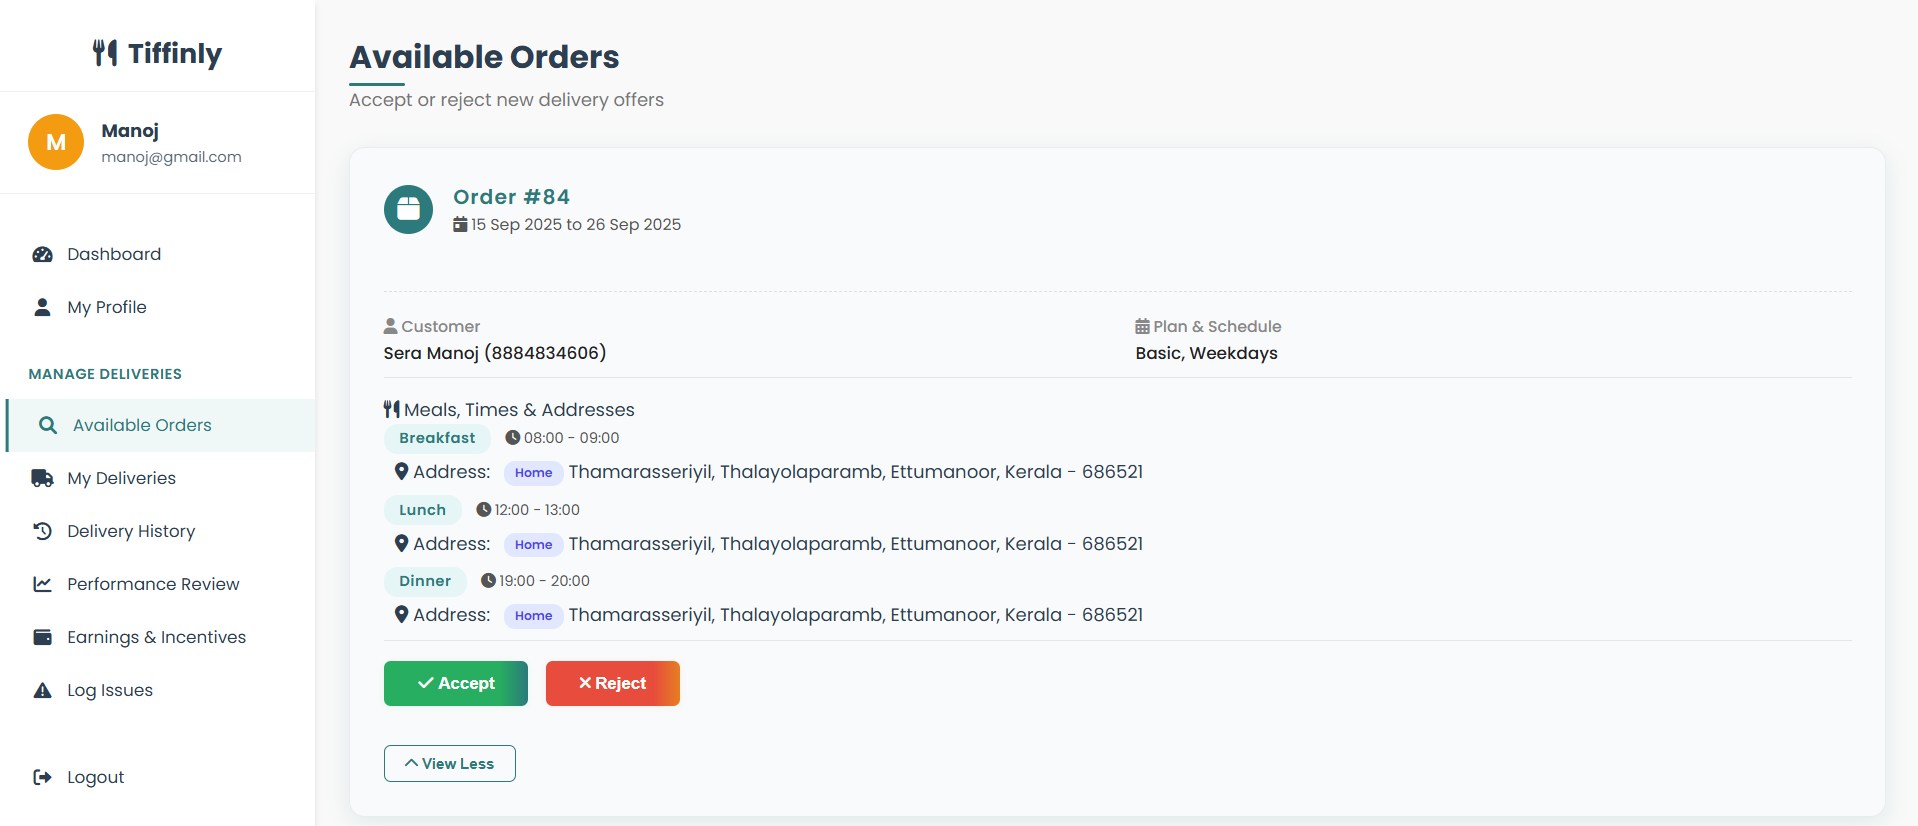 Tiffinly
M
Manoj
manoj@gmail.com
Dashboard
My Profile
MANAGE DELIVERIES
Available Orders
My Deliveries
Delivery History
Performance Review
Earnings & Incentives
Log Issues
Logout
Available Orders
Accept or reject new delivery offers
Order #84
15 Sep 2025 to 26 Sep 2025
Customer
Sera Manoj (8884834606)
Plan & Schedule
Basic, Weekdays
Meals, Times & Addresses
Breakfast 08:00 - 09:00
Address: Home Thamarasseriyil, Thalayolaparamb, Ettumanoor, Kerala - 686521
Lunch 12:00 - 13:00
Address: Home Thamarasseriyil, Thalayolaparamb, Ettumanoor, Kerala - 686521
Dinner 19:00 - 20:00
Address: Home Thamarasseriyil, Thalayolaparamb, Ettumanoor, Kerala - 686521
Accept Reject
View Less